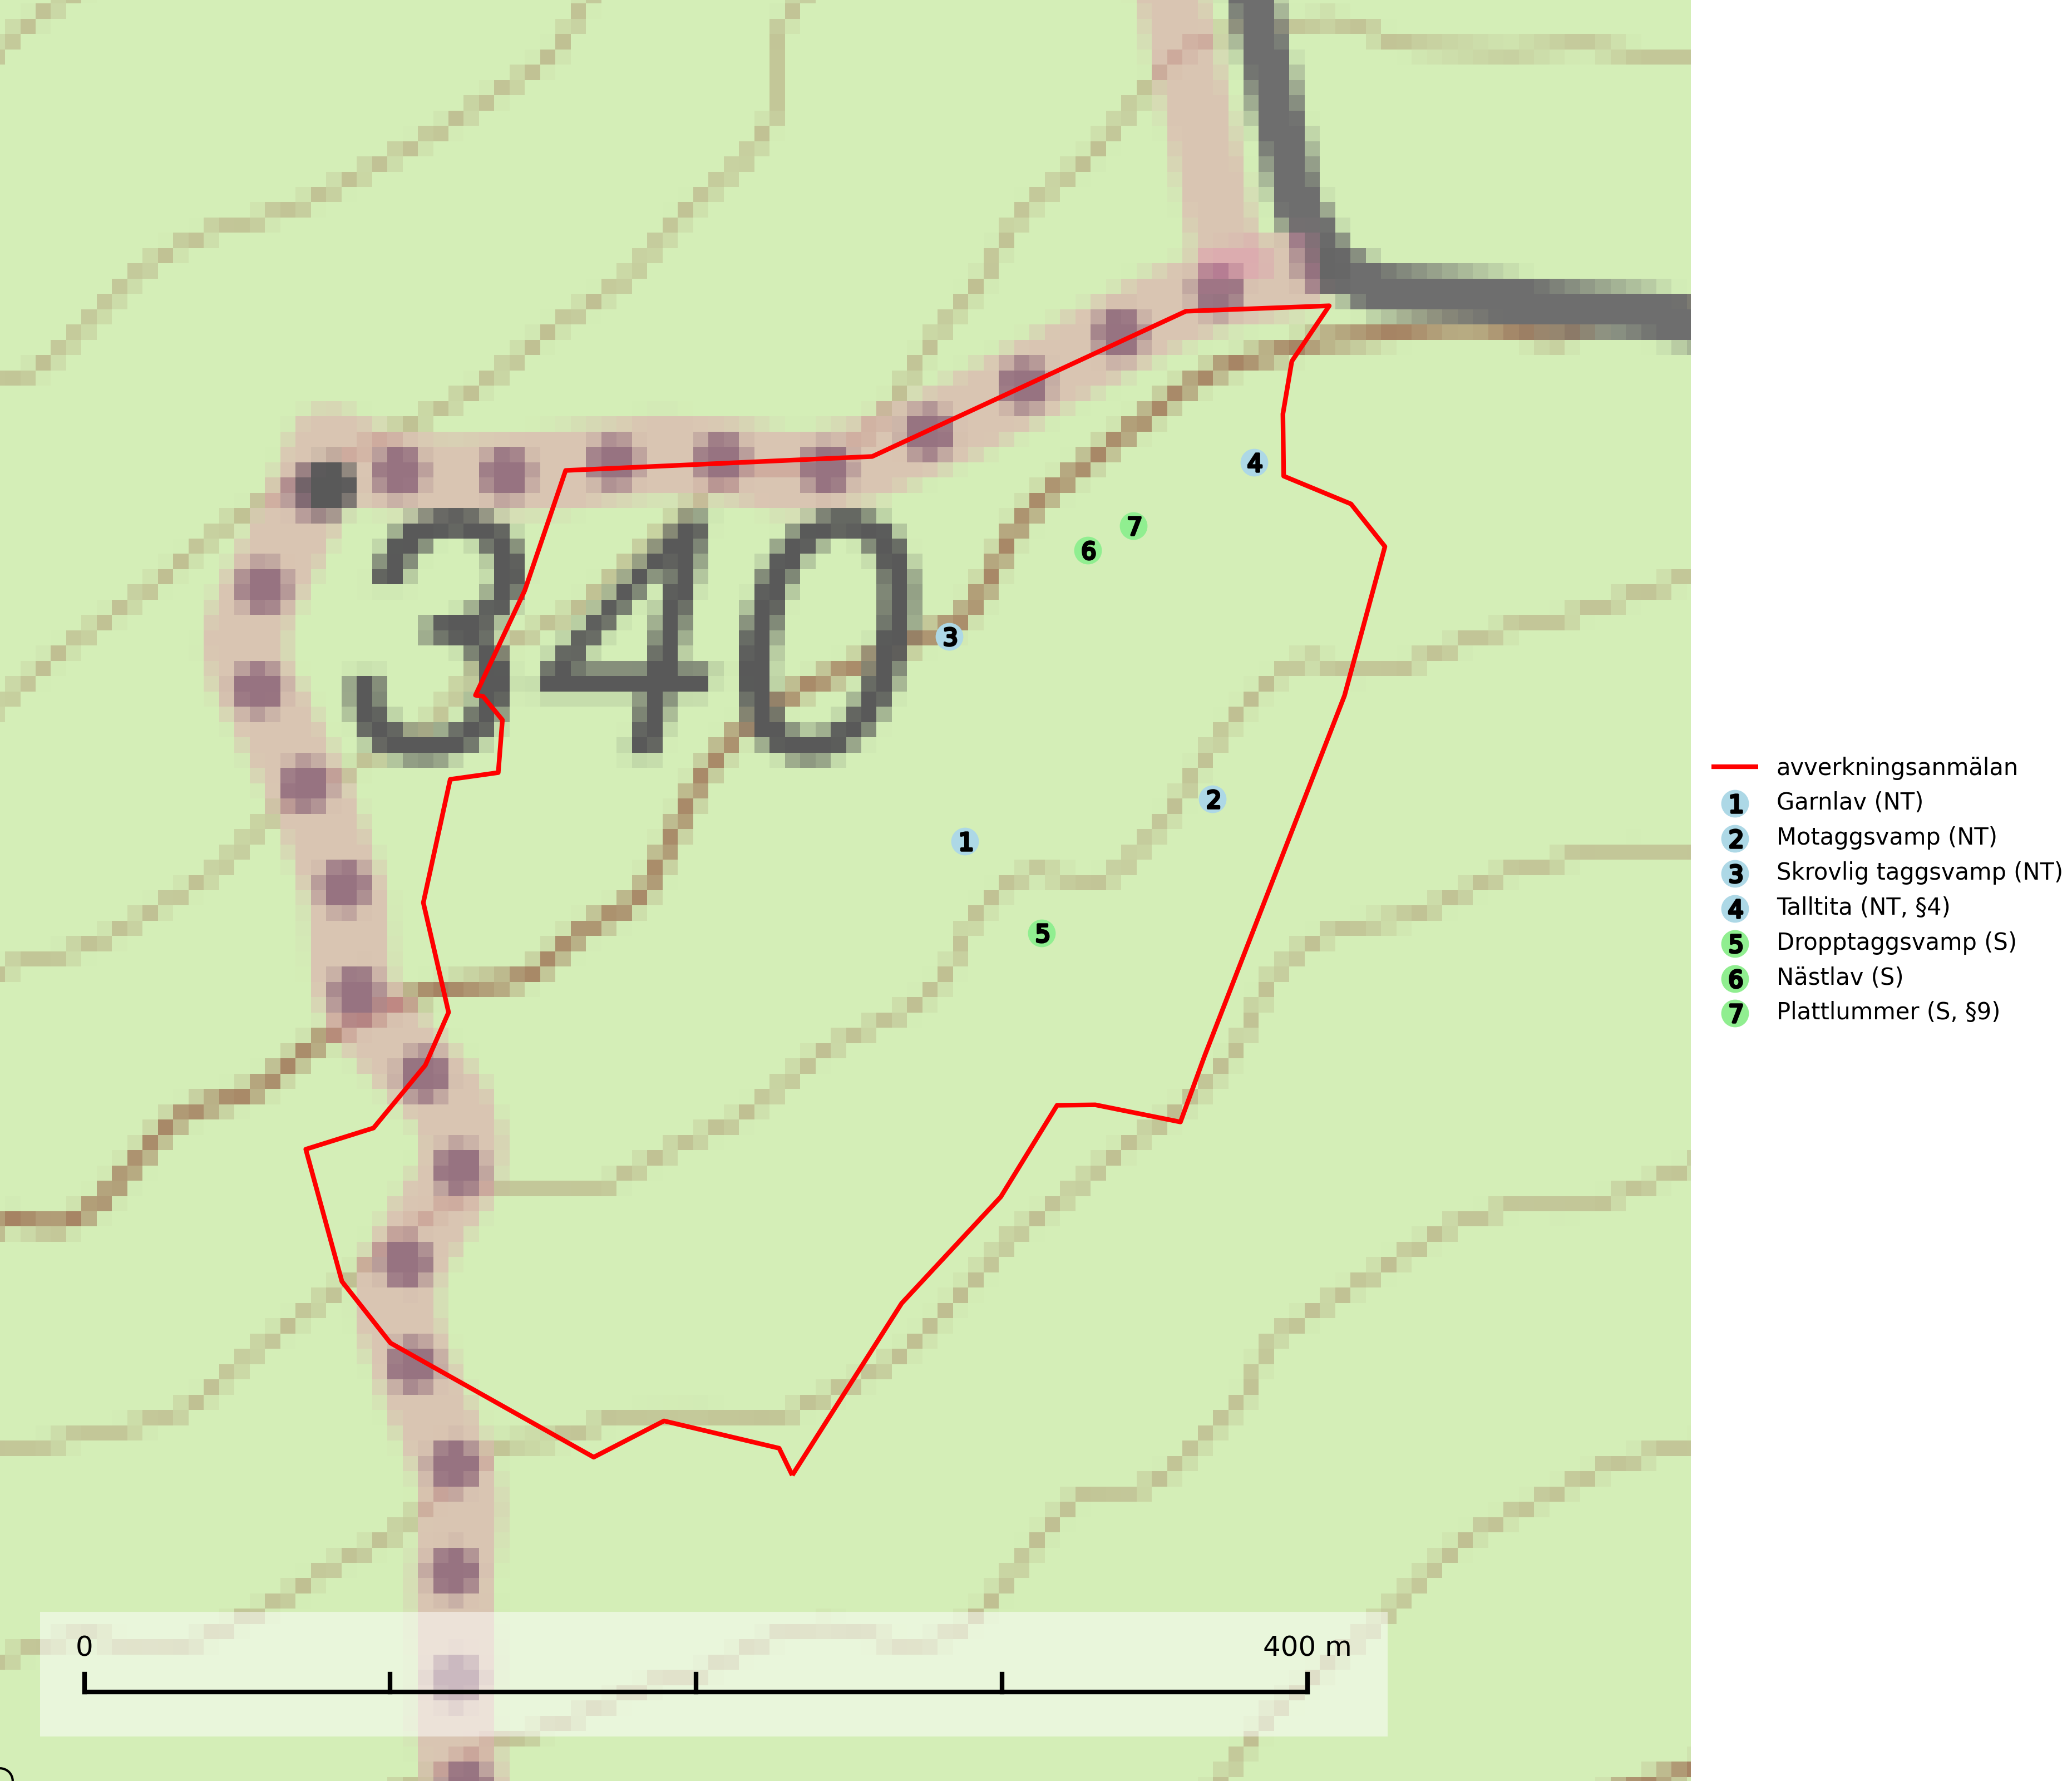 4
7
6
3
340
2
1
5
avverkningsanmälan
1 Garnlav (NT)
2 Motaggsvamp (NT)
3 Skrovlig taggsvamp (NT)
4 Talltita (NT, §4)
5 Dropptaggsvamp (S)
6 Nästlav (S)
7 Plattlummer (S, §9)
0 400 m